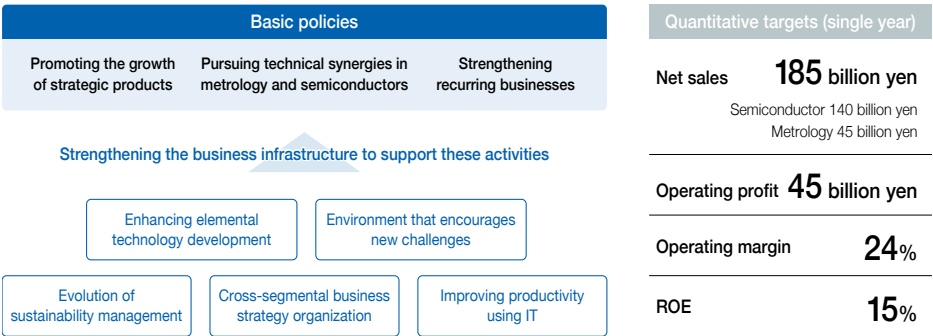 Basic policies
Promoting the growth
of strategic products
Pursuing technical synergies in
metrology and semiconductors
Strengthening
recurring businesses
Strengthening the business infrastructure to support these activities
Enhancing elemental
technology development
Environment that encourages
new challenges
Evolution of
sustainability management
Cross-segmental business
strategy organization
Improving productivity
using IT
Quantitative targets (single year)
Net sales 185 billion yen
Semiconductor 140 billion yen
Metrology 45 billion yen
Operating profit 45 billion yen
Operating margin 24%
ROE 15%